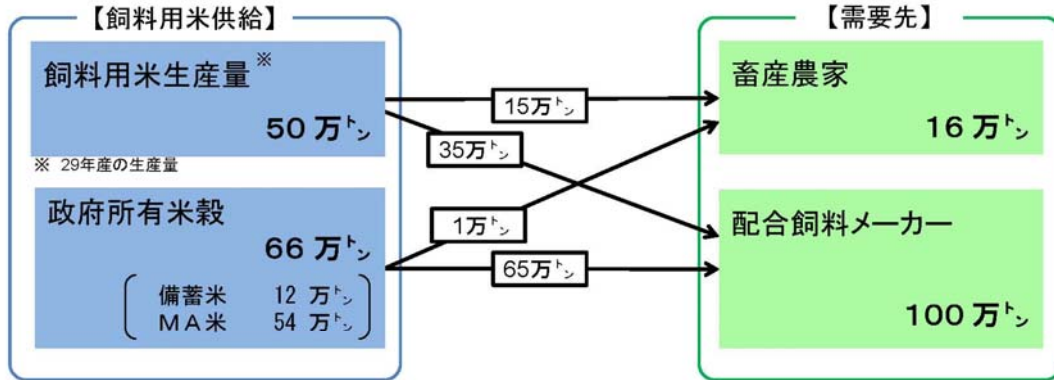 【飼料用米供給】
飼料用米生産量※
50万トン
※ 29年産の生産量
政府所有米穀
66万トン
備蓄米 12 万トン
MA米 54 万トン
15万トン
35万トン
1万トン
65万トン
【需要先】
畜産農家
16万トン
配合飼料メーカー
100万トン